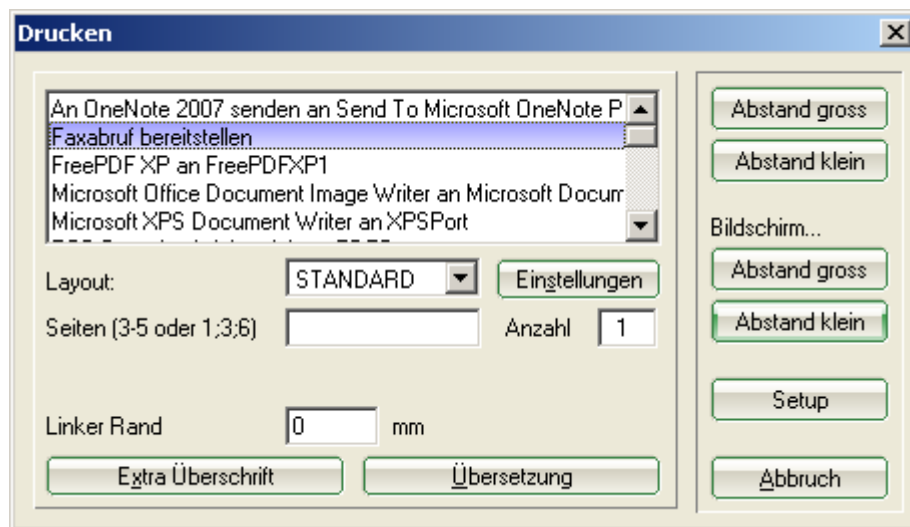 Drucken
An OneNote 2007 senden an Send To Microsoft OneNote P
Faxabruf bereitstellen
FreePDF XP an FreePDFXP1
Microsoft Office Document Image Writer an Microsoft Docum
Microsoft XPS Document Writer an XPSPort
Layout:
STANDARD
Einstellungen
Seiten (3-5 oder 1;3;6)
Anzahl
1
Linker Rand
0
mm
Extra Überschrift
Übersetzung
Abstand gross
Abstand klein
Bildschirm...
Abstand gross
Abstand klein
Setup
Abbruch